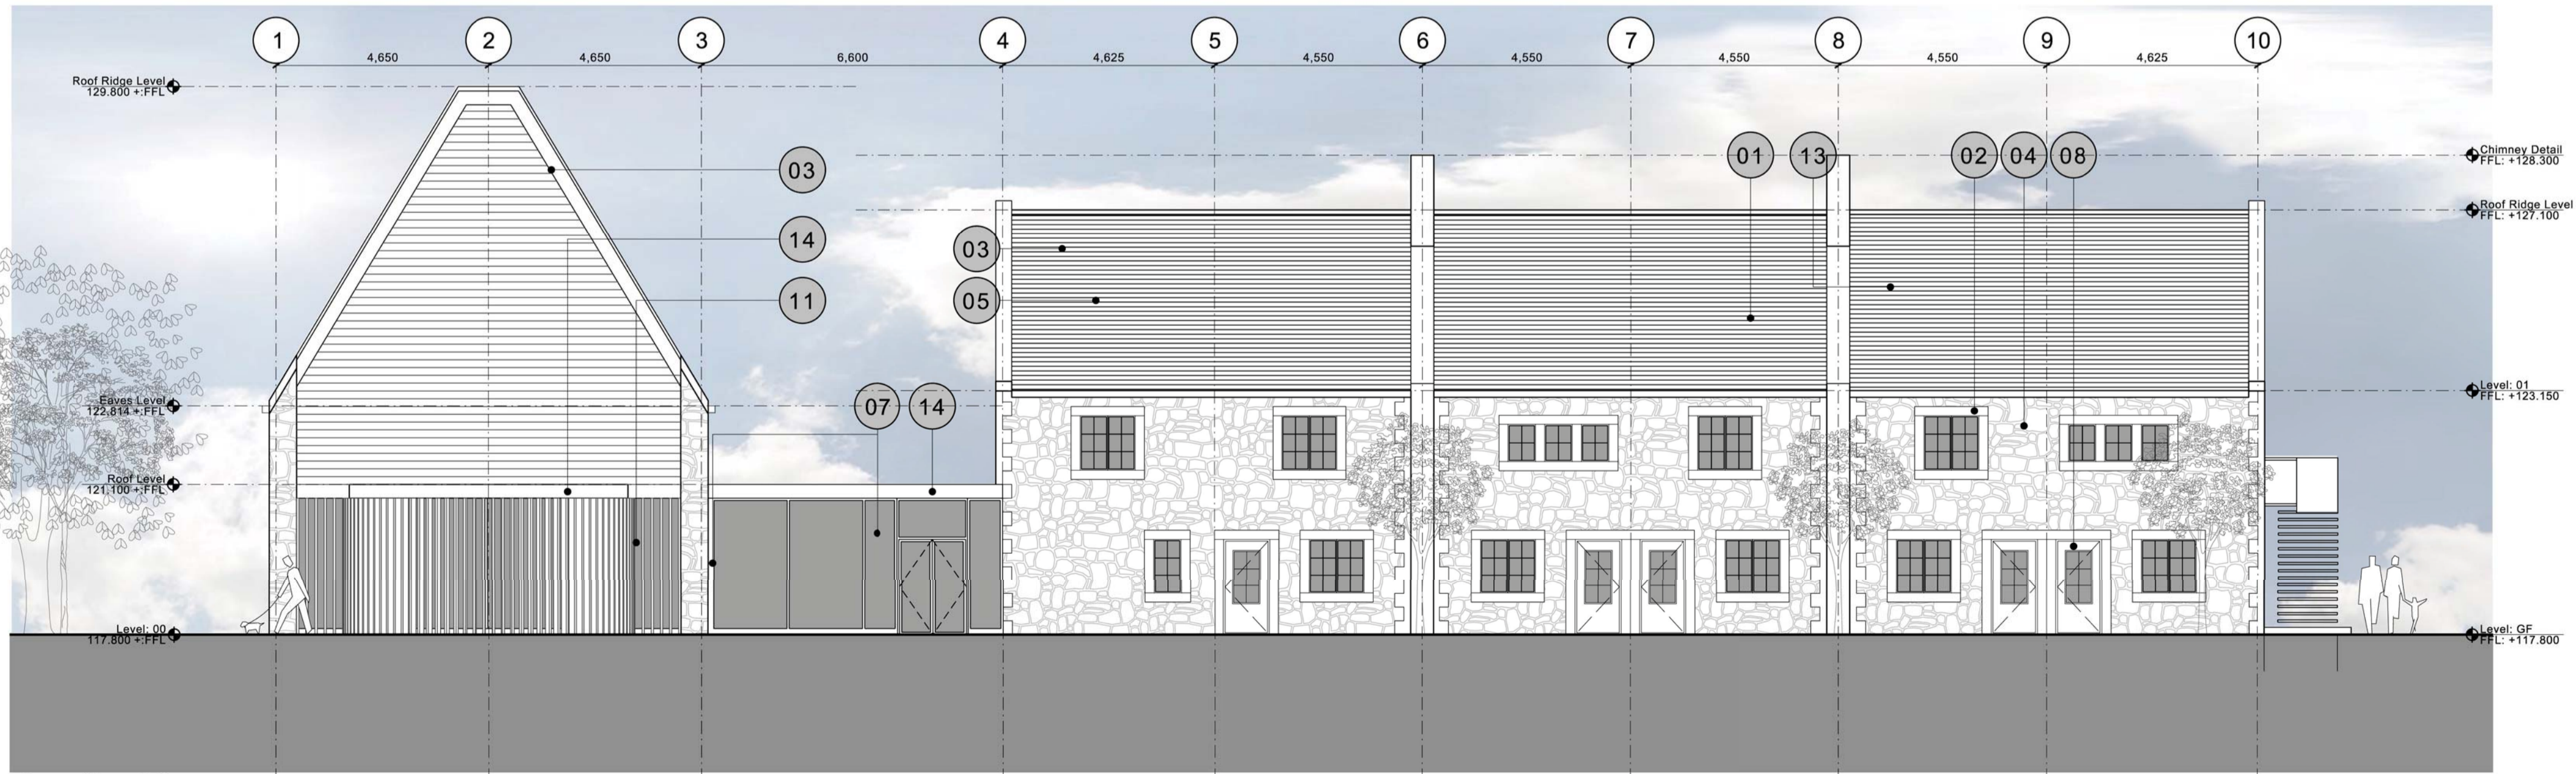 1
2
3
4
5
6
7
8
9
10
4,650
4,650
6,600
4,625
4,550
4,550
4,550
4,550
4,625
Roof Ridge Level
129.800 +:FFL
03
14
11
03
05
01
13
02
04
08
Chimney Detail
FFL: +128.300
Roof Ridge Level
FFL: +127.100
Eaves Level
122.814 +:FFL
07
14
Level: 01
FFL: +123.150
Roof Level
121.100 +:FFL
Level: 00
117.800 +:FFL
Level: GF
FFL: +117.800